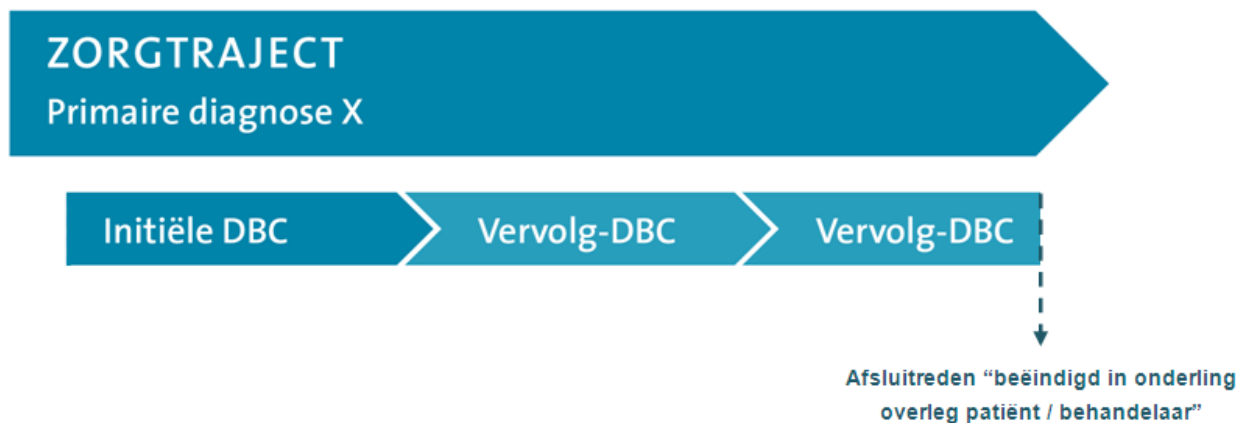 ZORGTRAJECT
Primaire diagnose X
Initiële DBC
Vervolg-DBC
Vervolg-DBC
Afsluitreden “beëindigd in onderling
overleg patiënt / behandelaar”